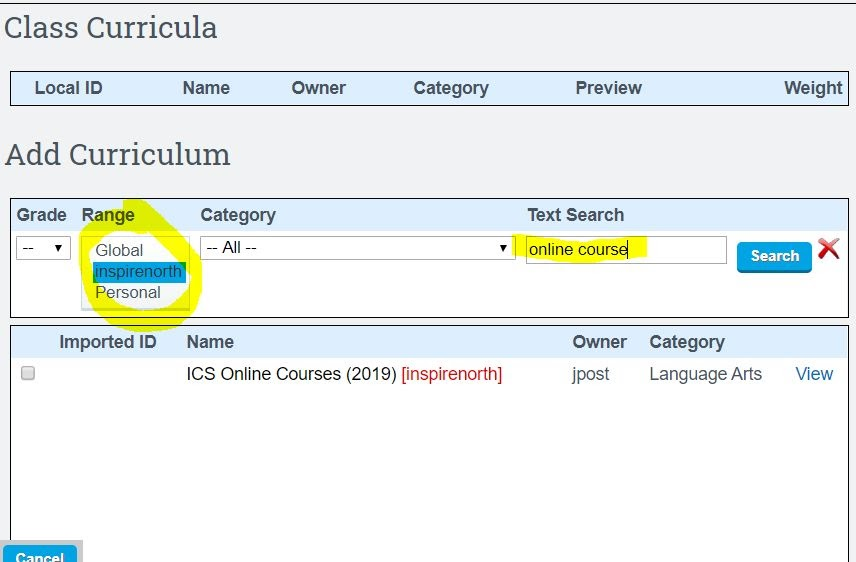 Class Curricula
Local ID Name Owner Category Preview Weight
Add Curriculum
Grade Range Category Text Search
-- Global -- All -- online course Search
inspirenorth
Personal
Imported ID Name Owner Category
ICS Online Courses (2019) [inspirenorth] jpost Language Arts View
Cancel